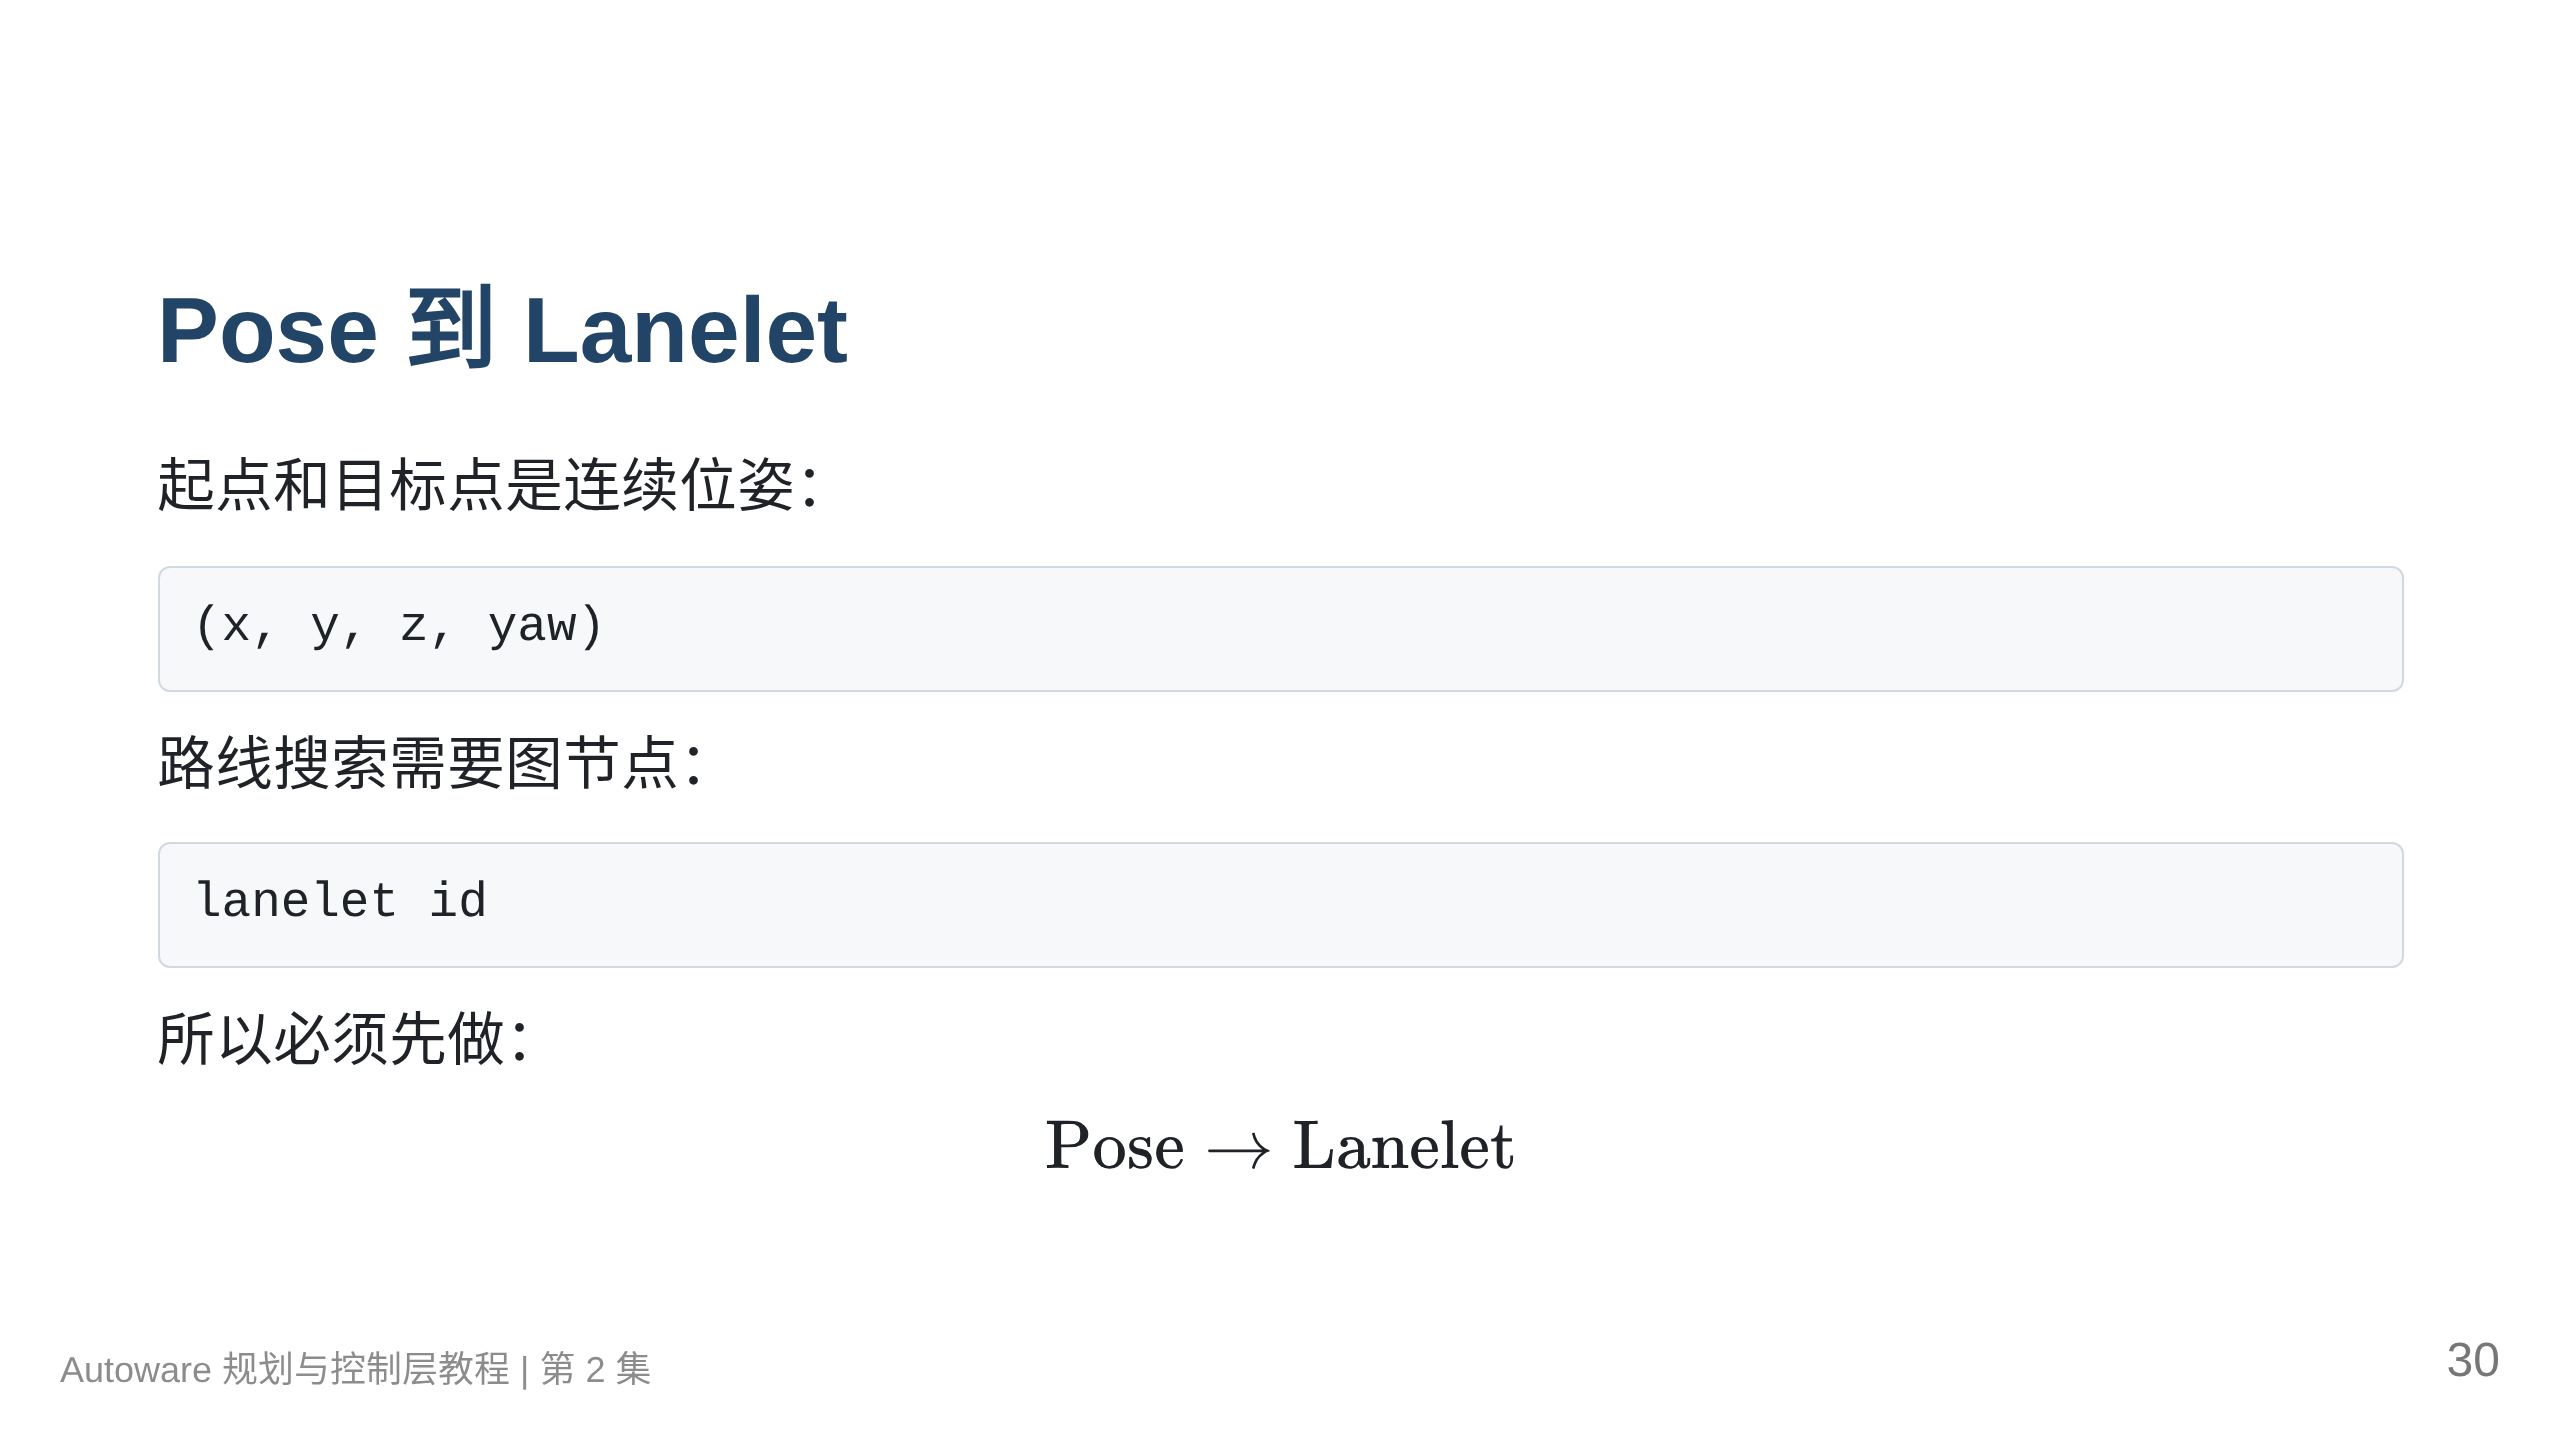 Pose 到 Lanelet
起点和目标点是连续位姿：
(x, y, z, yaw)
路线搜索需要图节点：
lanelet id
所以必须先做：
Pose → Lanelet
Autoware 规划与控制层教程 | 第 2 集
30